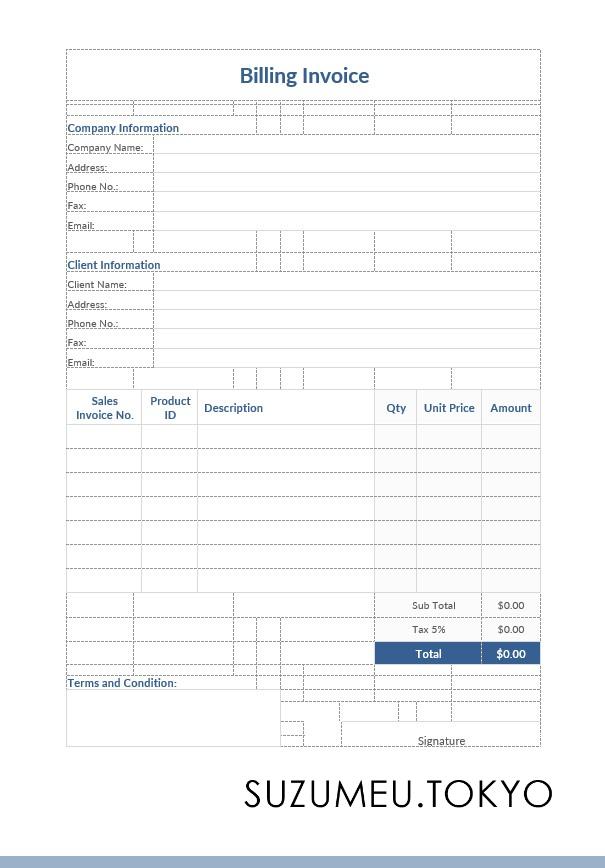 Billing Invoice
Company Information
Company Name:
Address:
Phone No.:
Fax:
Email:
Client Information
Client Name:
Address:
Phone No.:
Fax:
Email:
Sales Invoice No. Product ID Description Qty Unit Price Amount
Sub Total $0.00
Tax 5% $0.00
Total $0.00
Terms and Condition:
Signature
SUZUMEU.TOKYO